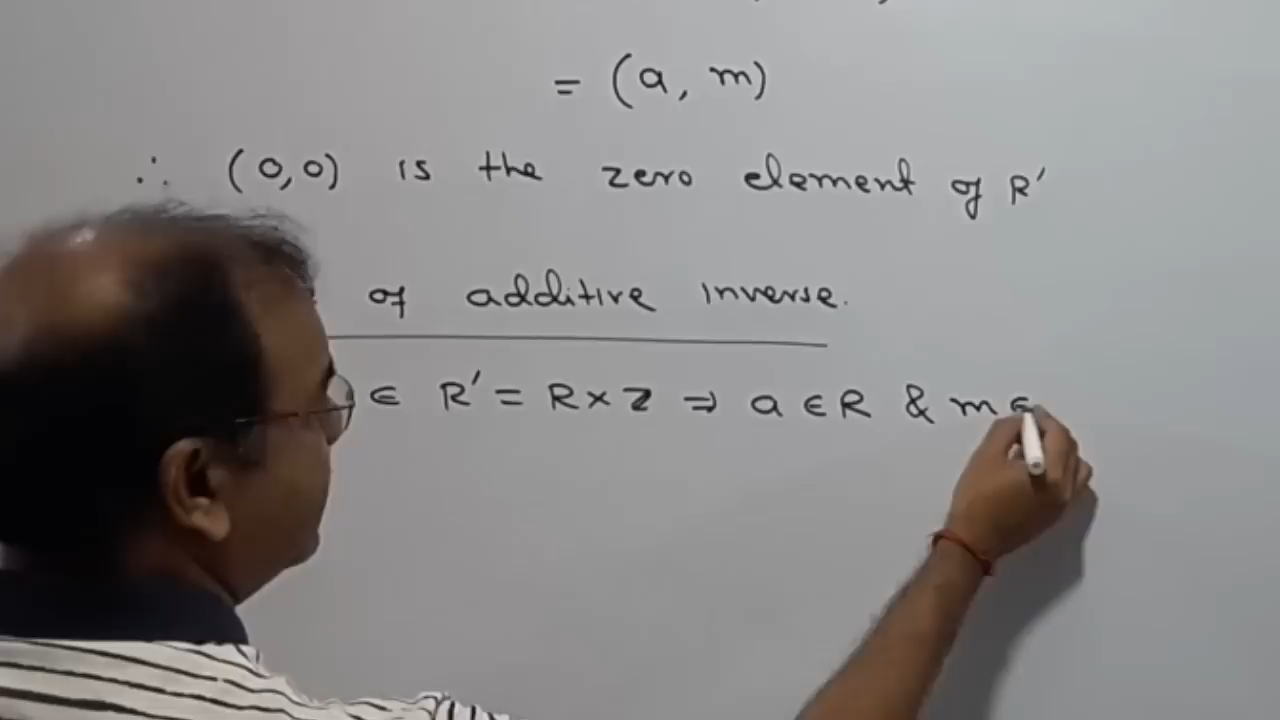 = (a, m)
∴ (0,0) is the zero element of R'
of additive inverse.
∈ R' = R × Z ⇒ a ∈ R & m ∈